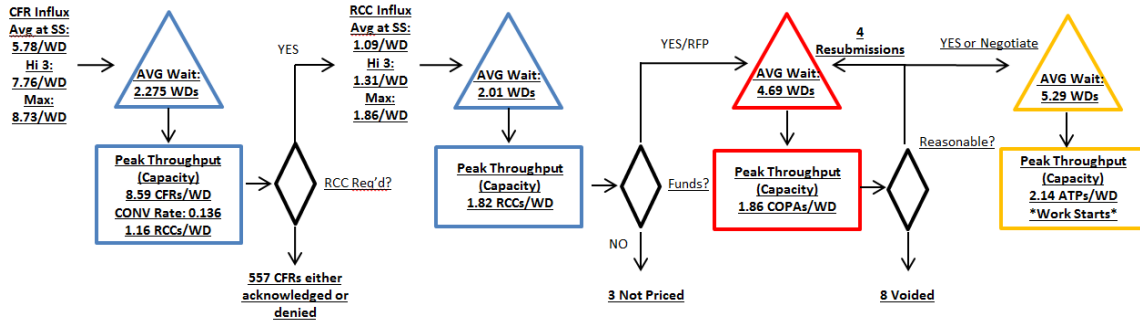 CFR Influx
Avg at SS:
5.78/WD
Hi 3:
7.76/WD
Max:
8.73/WD
AVG Wait:
2.275 WDs
Peak Throughput
(Capacity)
8.59 CFRs/WD
CONV Rate: 0.136
1.16 RCCs/WD
YES
RCC Req'd?
557 CFRs either
acknowledged or
denied
RCC Influx
Avg at SS:
1.09/WD
Hi 3:
1.31/WD
Max:
1.86/WD
AVG Wait:
2.01 WDs
Peak Throughput
(Capacity)
1.82 RCCs/WD
YES/RFP
Funds?
NO
3 Not Priced
AVG Wait:
4.69 WDs
Peak Throughput
(Capacity)
1.86 COPAs/WD
4
Resubmissions
Reasonable?
8 Voided
YES or Negotiate
AVG Wait:
5.29 WDs
Peak Throughput
(Capacity)
2.14 ATPs/WD
*Work Starts*